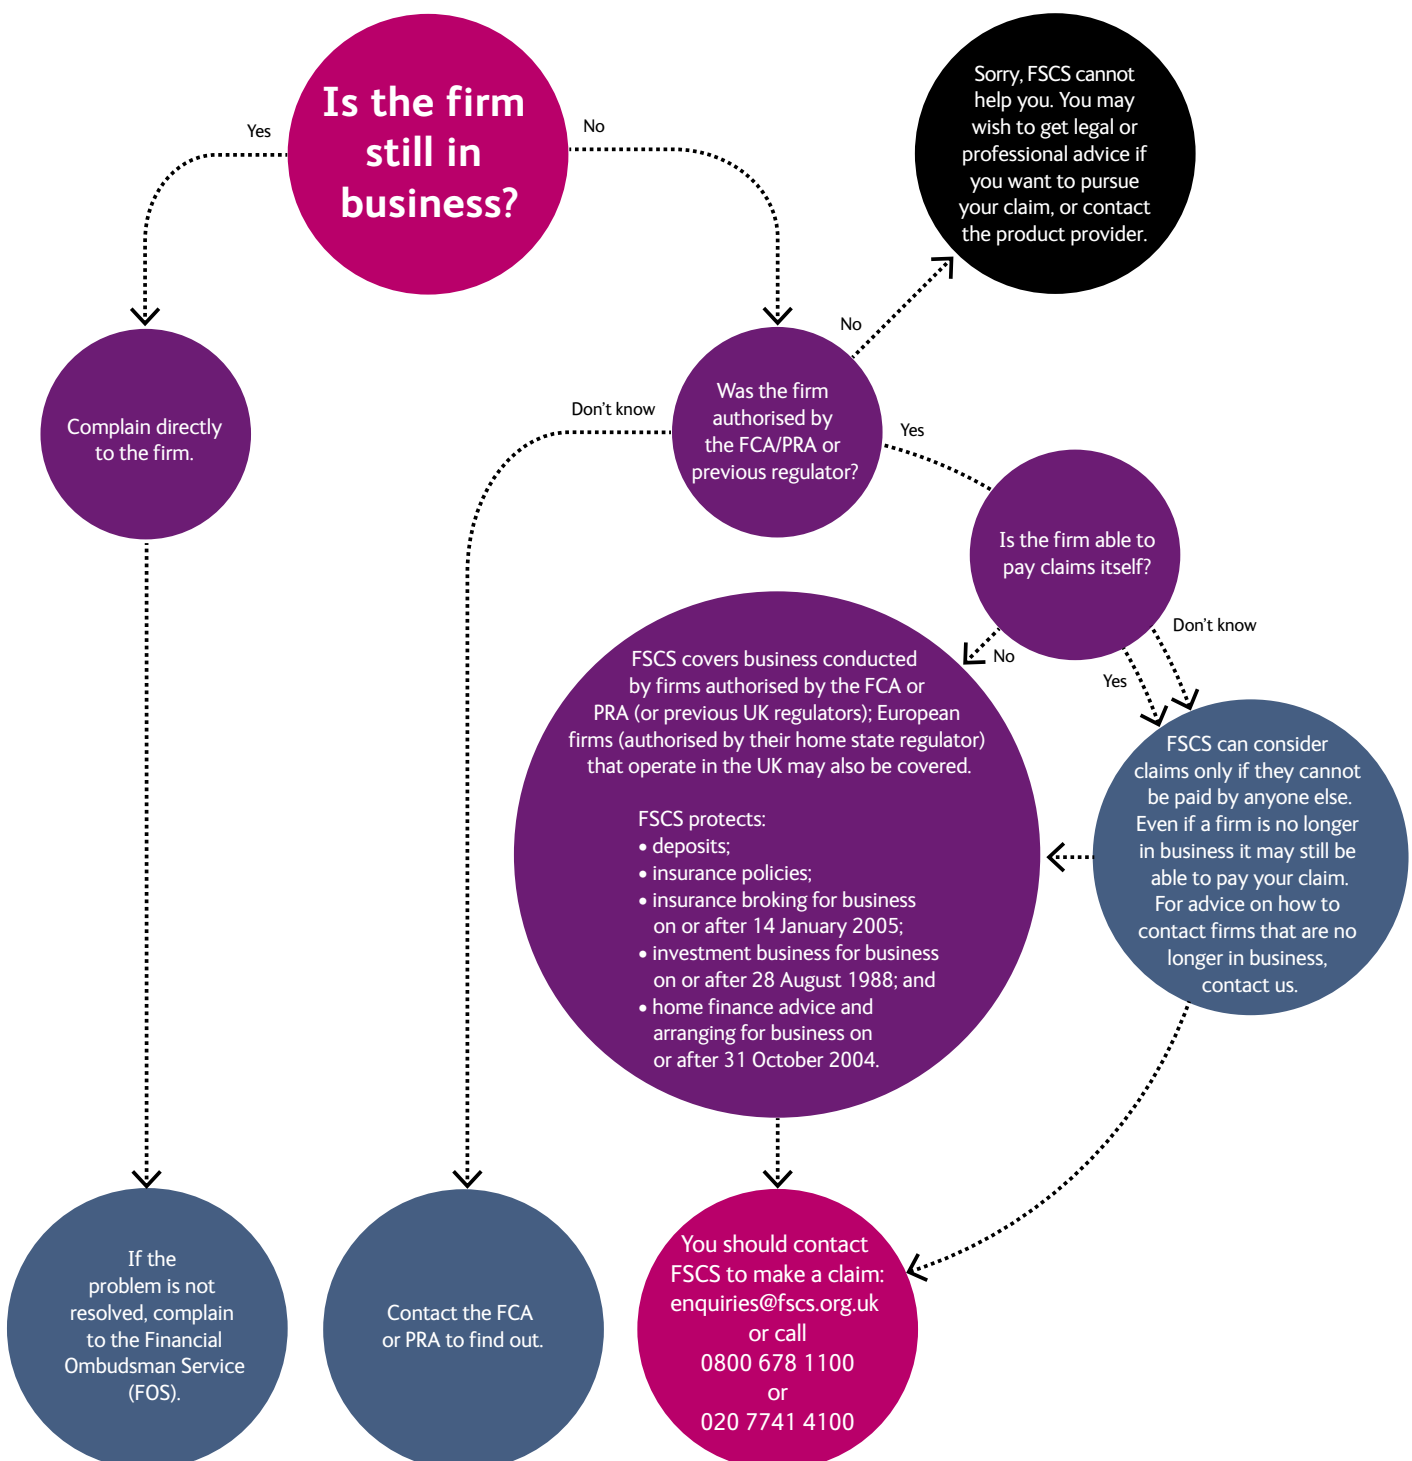 Is the firm
still in
business?
Yes
No
Sorry, FSCS cannot
help you. You may
wish to get legal or
professional advice if
you want to pursue
your claim, or contact
the product provider.
Complain directly
to the firm.
Was the firm
authorised by
the FCA/PRA or
previous regulator?
No
Don't know
Yes
Is the firm able to
pay claims itself?
No
Yes
Don't know
FSCS covers business conducted
by firms authorised by the FCA or
PRA (or previous UK regulators); European
firms (authorised by their home state regulator)
that operate in the UK may also be covered.
FSCS protects:
• deposits;
• insurance policies;
• insurance broking for business
on or after 14 January 2005;
• investment business for business
on or after 28 August 1988; and
• home finance advice and
arranging for business on
or after 31 October 2004.
FSCS can consider
claims only if they cannot
be paid by anyone else.
Even if a firm is no longer
in business it may still be
able to pay your claim.
For advice on how to
contact firms that are no
longer in business,
contact us.
If the
problem is not
resolved, complain
to the Financial
Ombudsman Service
(FOS).
Contact the FCA
or PRA to find out.
You should contact
FSCS to make a claim:
enquiries@fscs.org.uk
or call
0800 678 1100
or
020 7741 4100